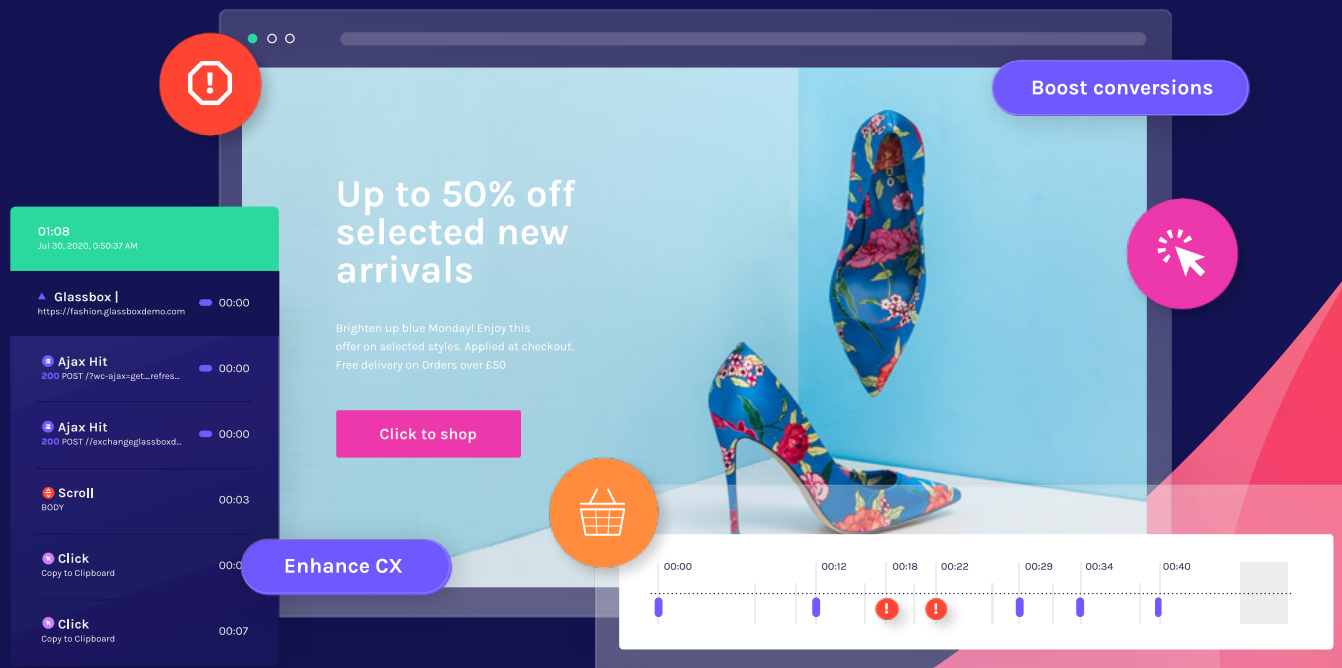 Boost conversions
Up to 50% off
selected new
arrivals
Brighten up blue Monday! Enjoy this
offer on selected styles. Applied at checkout.
Free delivery on Orders over £50
Click to shop
01:08
Jul 30, 2020, 0:50:37 AM
Glassbox | 00:00
https://fashion.glassboxdemo.com
Ajax Hit 00:00
200 POST /?wc-ajax=get_refres...
Ajax Hit 00:00
200 POST //exchangeglassboxd...
Scroll 00:03
BODY
Click
Copy to Clipboard
Click 00:07
Copy to Clipboard
Enhance CX
00:00 00:12 00:18 00:22 00:29 00:34 00:40